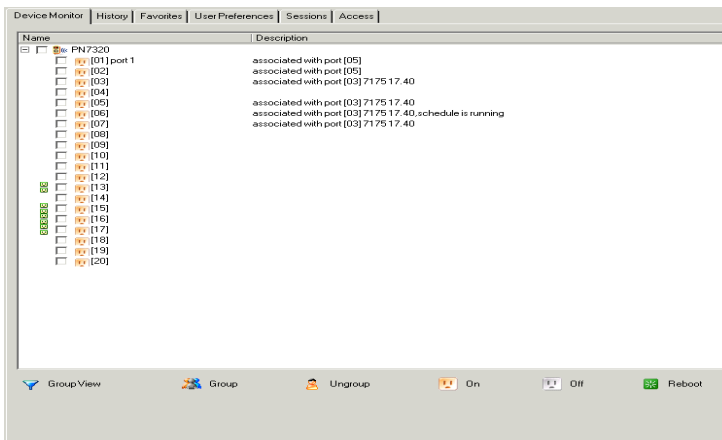 Device Monitor History Favorites User Preferences Sessions Access
Name Description
PN7320
[01] port 1 associated with port [05]
[02] associated with port [05]
[03] associated with port [03] 7175 17.40
[04]
[05] associated with port [03] 7175 17.40
[06] associated with port [03] 7175 17.40,schedule is running
[07] associated with port [03] 7175 17.40
[08]
[09]
[10]
[11]
[12]
[13]
[14]
[15]
[16]
[17]
[18]
[19]
[20]
Group View Group Ungroup On Off Reboot